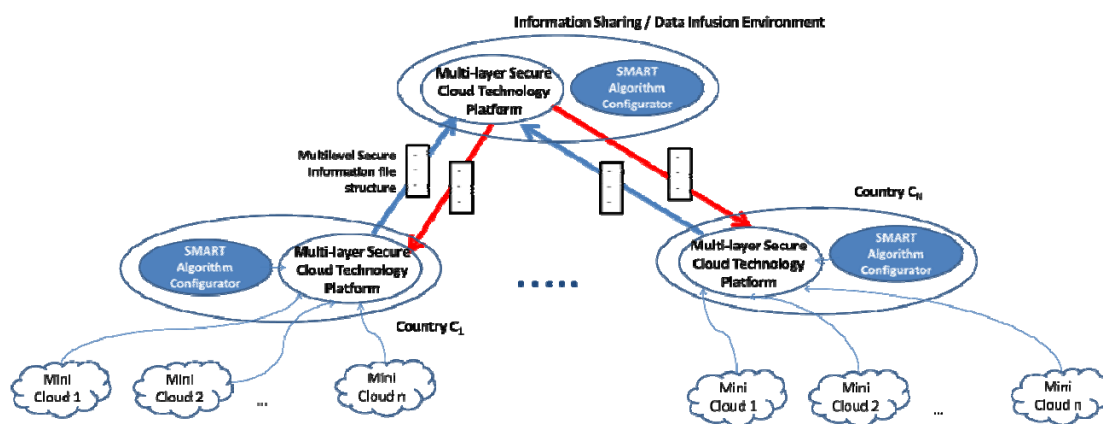 Information Sharing / Data Infusion Environment
Multi-layer Secure
Cloud Technology
Platform
SMART
Algorithm
Configurator
Multilevel Secure
Information file
structure
Country C_N
SMART
Algorithm
Configurator
Multi-layer Secure
Cloud Technology
Platform
Multi-layer Secure
Cloud Technology
Platform
SMART
Algorithm
Configurator
.....
Country C_1
Mini
Cloud 1
Mini
Cloud 2
...
Mini
Cloud n
Mini
Cloud 1
Mini
Cloud 2
...
Mini
Cloud n